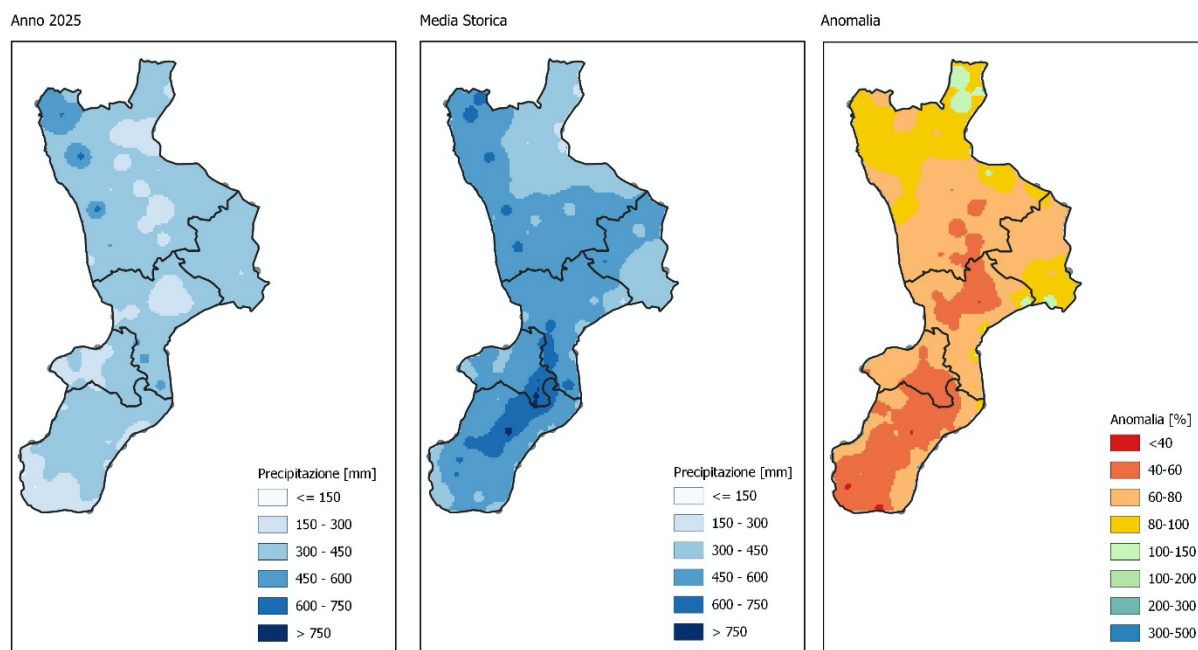 Anno 2025
Media Storica
Anomalia
Precipitazione [mm]
<= 150
150 - 300
300 - 450
450 - 600
600 - 750
> 750
Precipitazione [mm]
<= 150
150 - 300
300 - 450
450 - 600
600 - 750
> 750
Anomalia [%]
<40
40-60
60-80
80-100
100-150
100-200
200-300
300-500